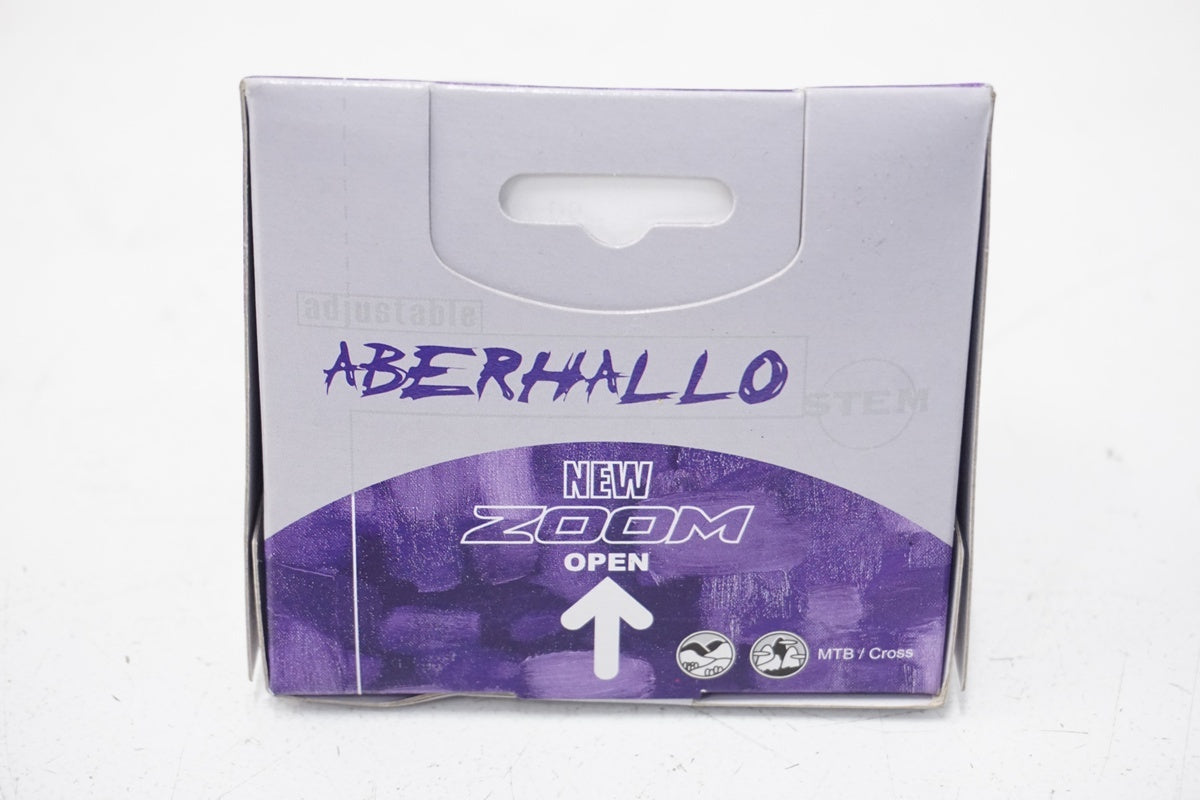 adjustable
ABERHALLO
STEM
NEW
ZOOM
OPEN
MTB / Cross